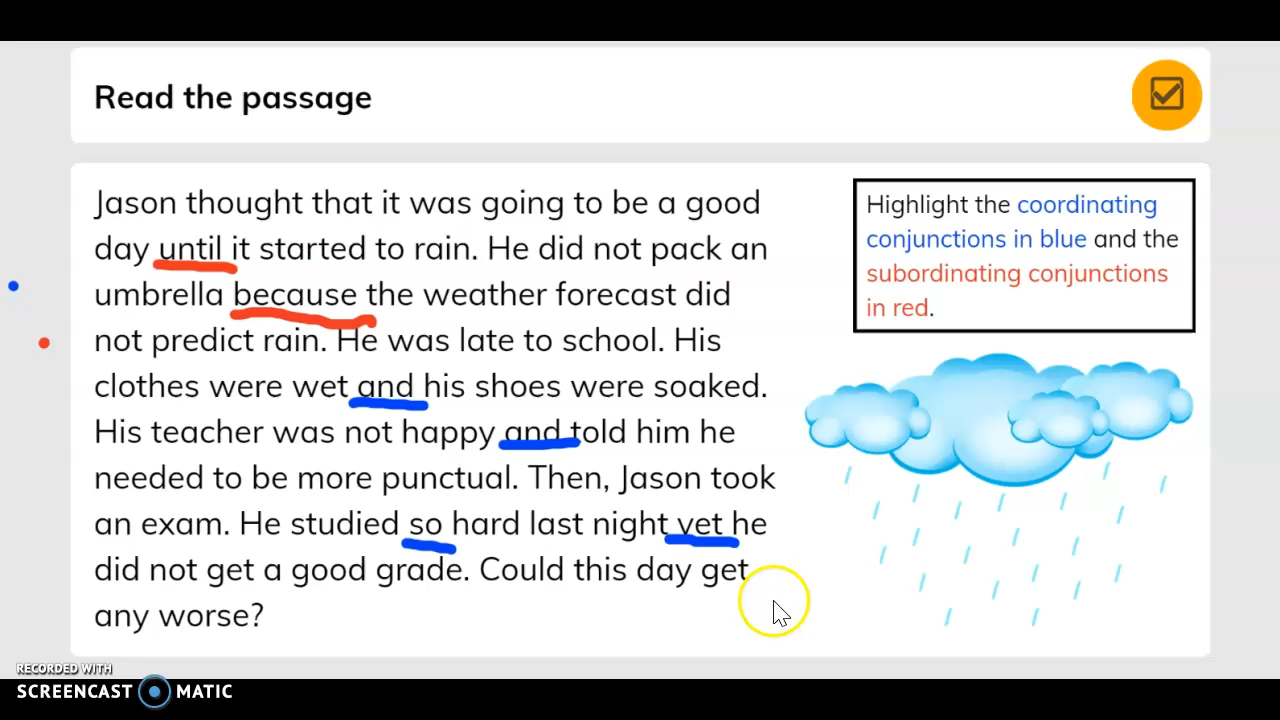 Read the passage
Jason thought that it was going to be a good
day until it started to rain. He did not pack an
umbrella because the weather forecast did
not predict rain. He was late to school. His
clothes were wet and his shoes were soaked.
His teacher was not happy and told him he
needed to be more punctual. Then, Jason took
an exam. He studied so hard last night yet he
did not get a good grade. Could this day get
any worse?
Highlight the coordinating
conjunctions in blue and the
subordinating conjunctions
in red.
RECORDED WITH
SCREENCAST MATIC